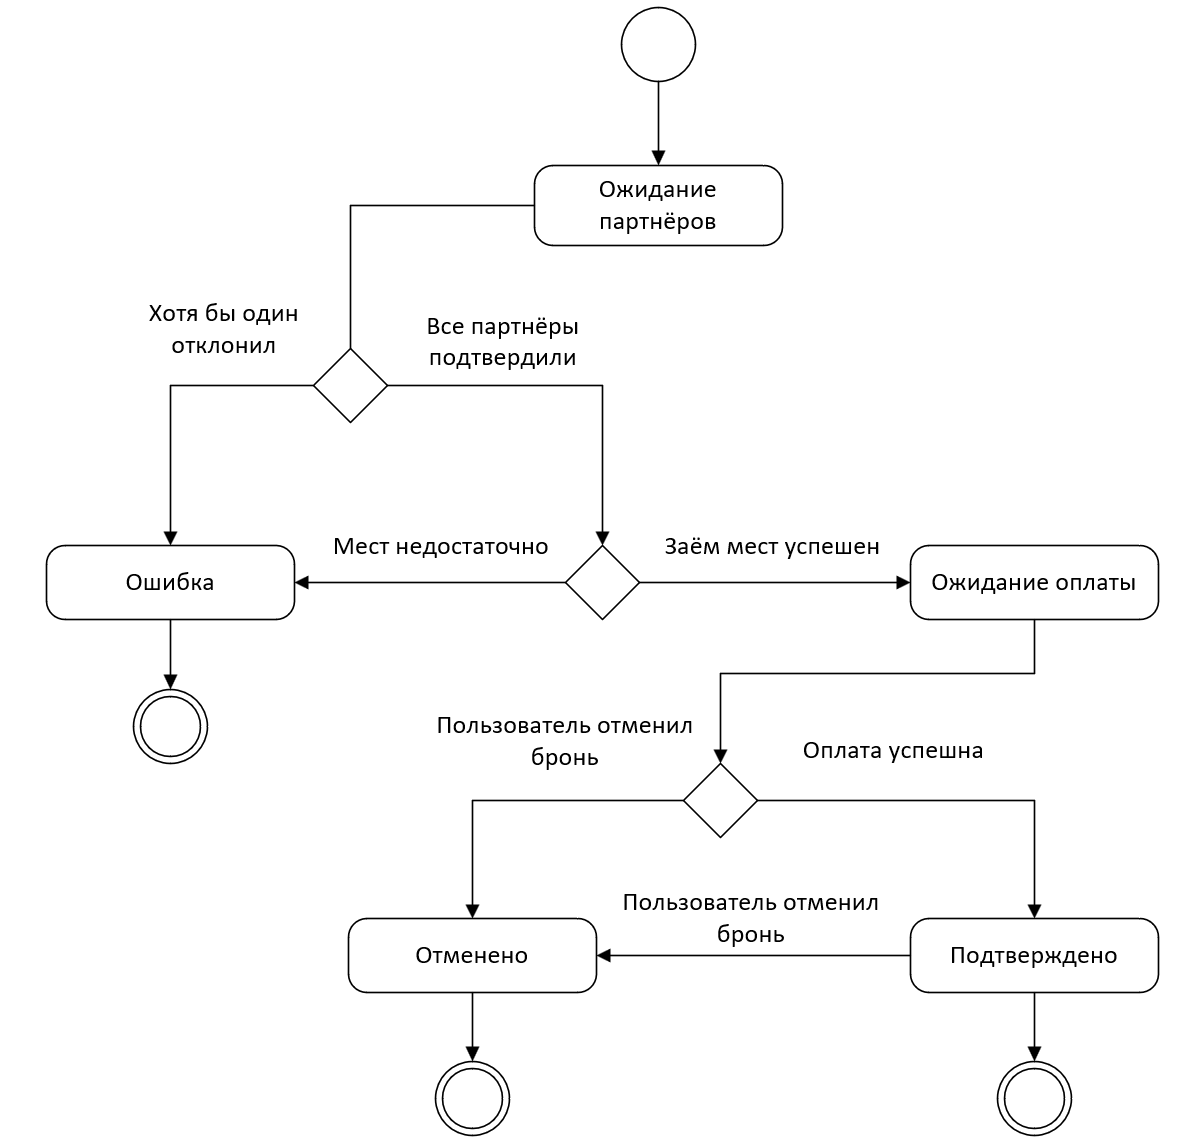 Ожидание
партнёров
Хотя бы один
отклонил
Все партнёры
подтвердили
Ошибка
Мест недостаточно
Заём мест успешен
Ожидание оплаты
Пользователь отменил
бронь
Оплата успешна
Отменено
Пользователь отменил
бронь
Подтверждено